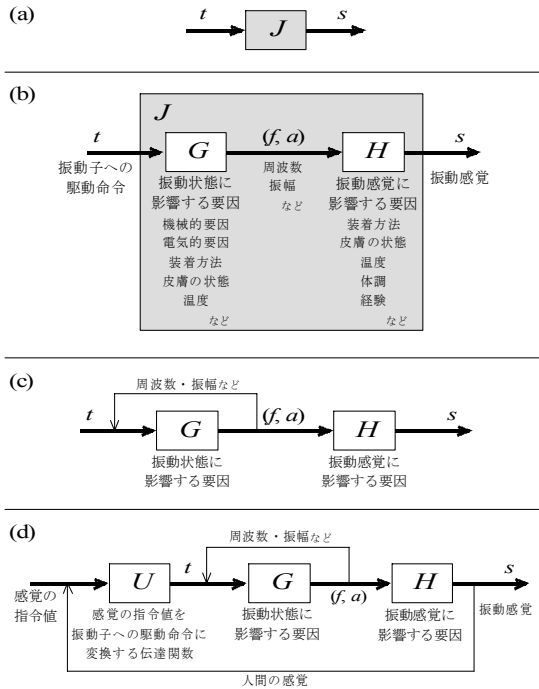 (a)
t
J
s
(b)
J
t
G
(f, a)
H
s
振動子への
駆動命令
振動状態に
影響する要因
機械的要因
電気的要因
装着方法
皮膚の状態
温度
など
周波数
振幅
など
振動感覚に
影響する要因
装着方法
皮膚の状態
温度
体調
経験
など
振動感覚
(c)
周波数・振幅など
t
G
(f, a)
H
s
振動状態に
影響する要因
振動感覚に
影響する要因
(d)
周波数・振幅など
感覚の
指令値
U
t
G
(f, a)
H
s
感覚の指令値を
振動子への駆動命令に
変換する伝達関数
振動状態に
影響する要因
振動感覚に
影響する要因
振動感覚
人間の感覚